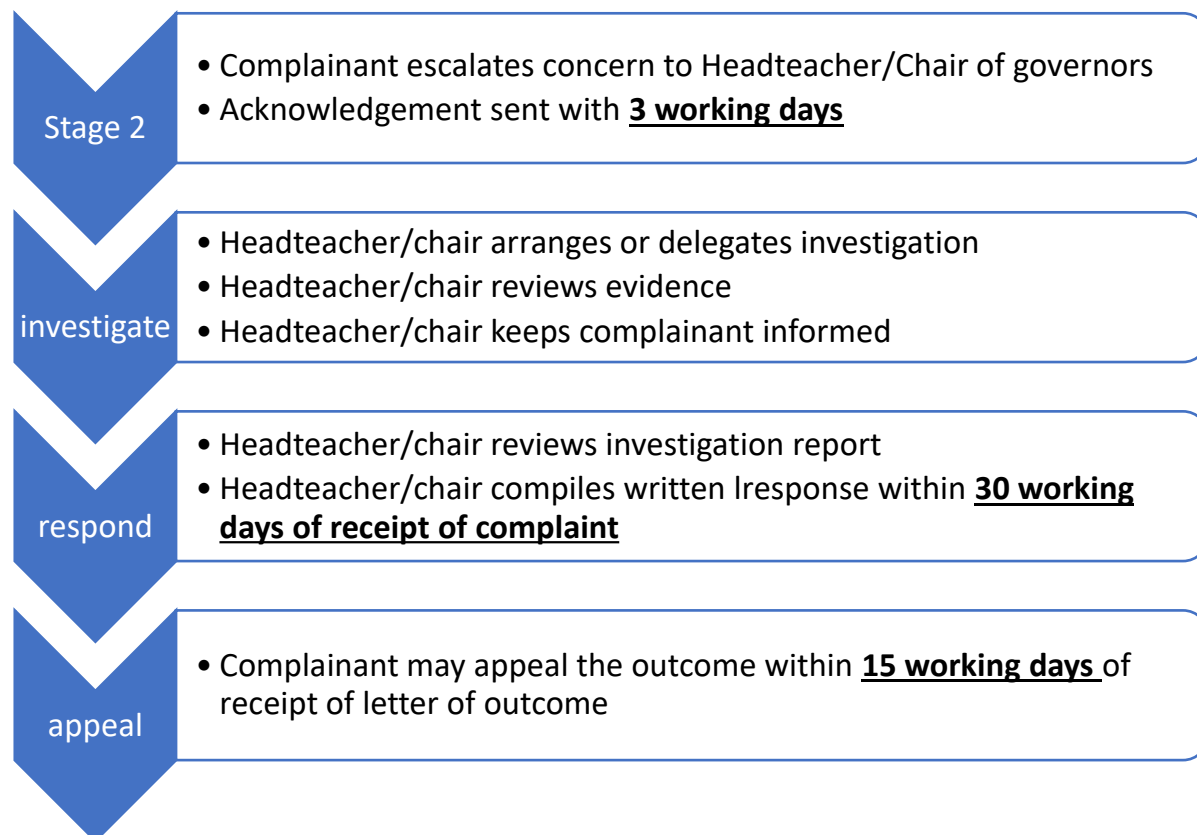 Stage 2
• Complainant escalates concern to Headteacher/Chair of governors
• Acknowledgement sent with 3 working days
investigate
• Headteacher/chair arranges or delegates investigation
• Headteacher/chair reviews evidence
• Headteacher/chair keeps complainant informed
respond
• Headteacher/chair reviews investigation report
• Headteacher/chair compiles written lresponse within 30 working
days of receipt of complaint
appeal
• Complainant may appeal the outcome within 15 working days of
receipt of letter of outcome